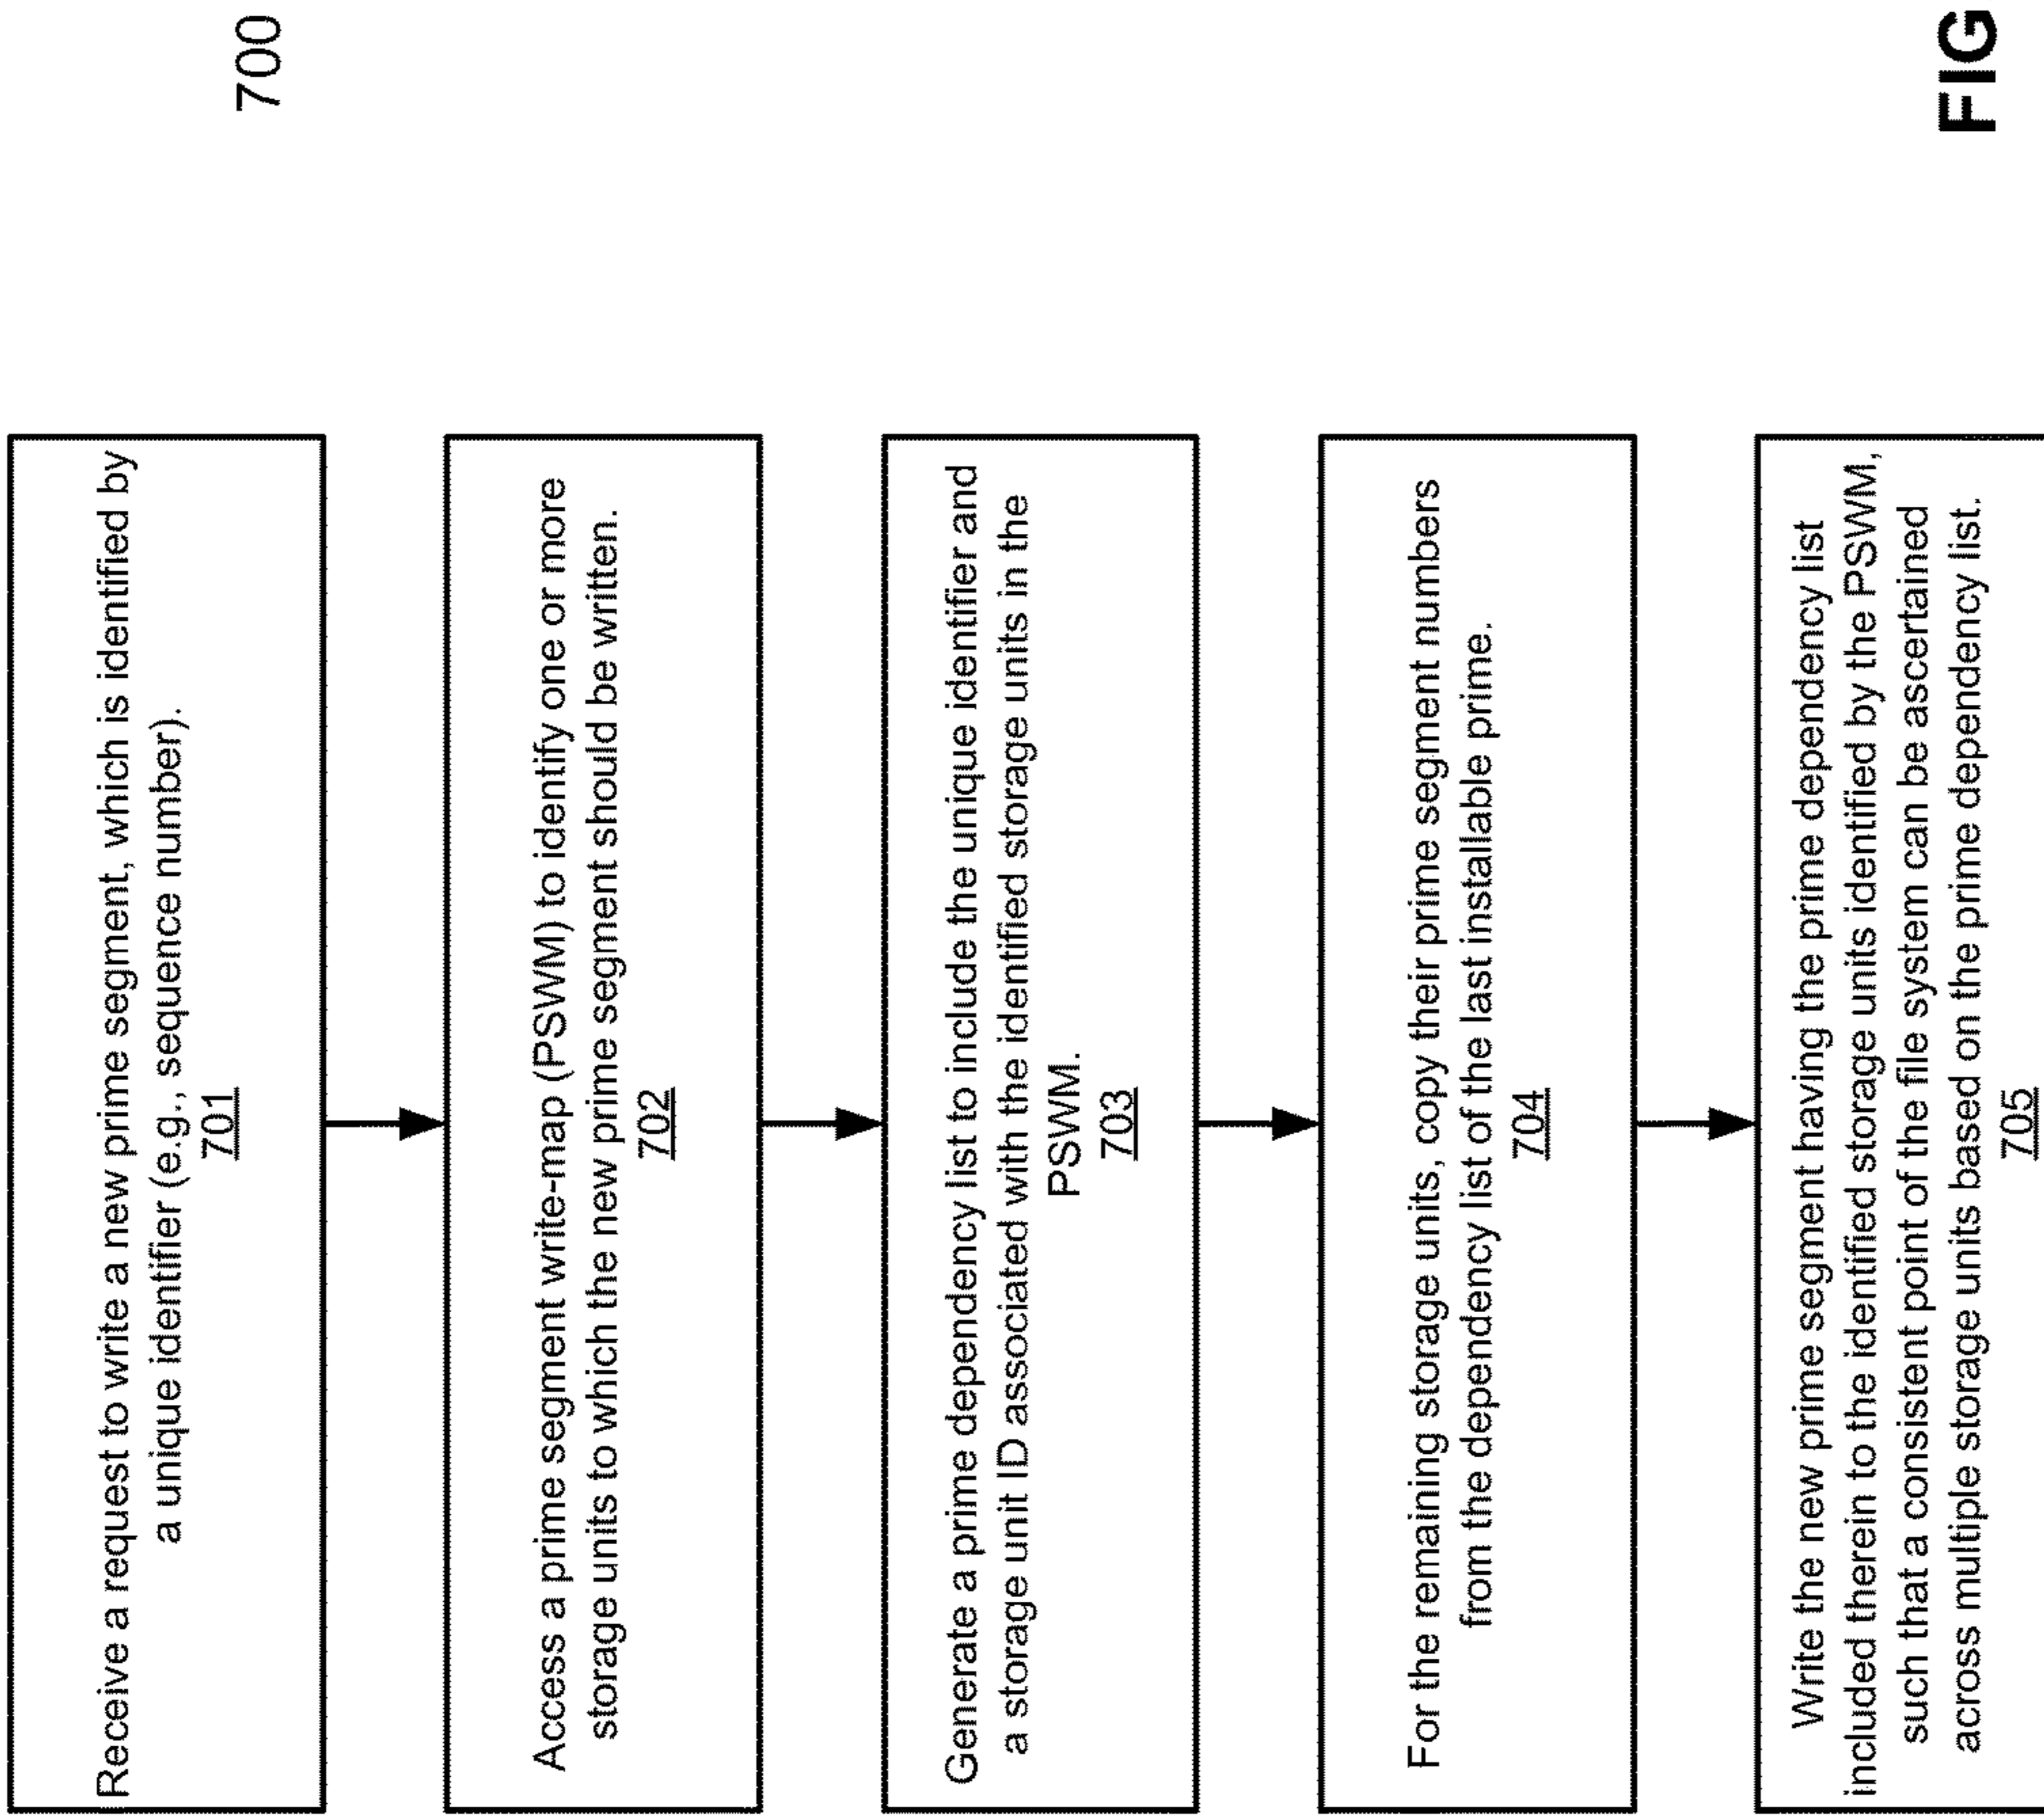 Receive a request to write a new prime segment, which is identified by
a unique identifier (e.g., sequence number).
701
Access a prime segment write-map (PSWM) to identify one or more
storage units to which the new prime segment should be written.
702
Generate a prime dependency list to include the unique identifier and
a storage unit ID associated with the identified storage units in the
PSWM.
703
For the remaining storage units, copy their prime segment numbers
from the dependency list of the last installable prime.
704
Write the new prime segment having the prime dependency list
included therein to the identified storage units identified by the PSWM,
such that a consistent point of the file system can be ascertained
across multiple storage units based on the prime dependency list.
705
700
FIG